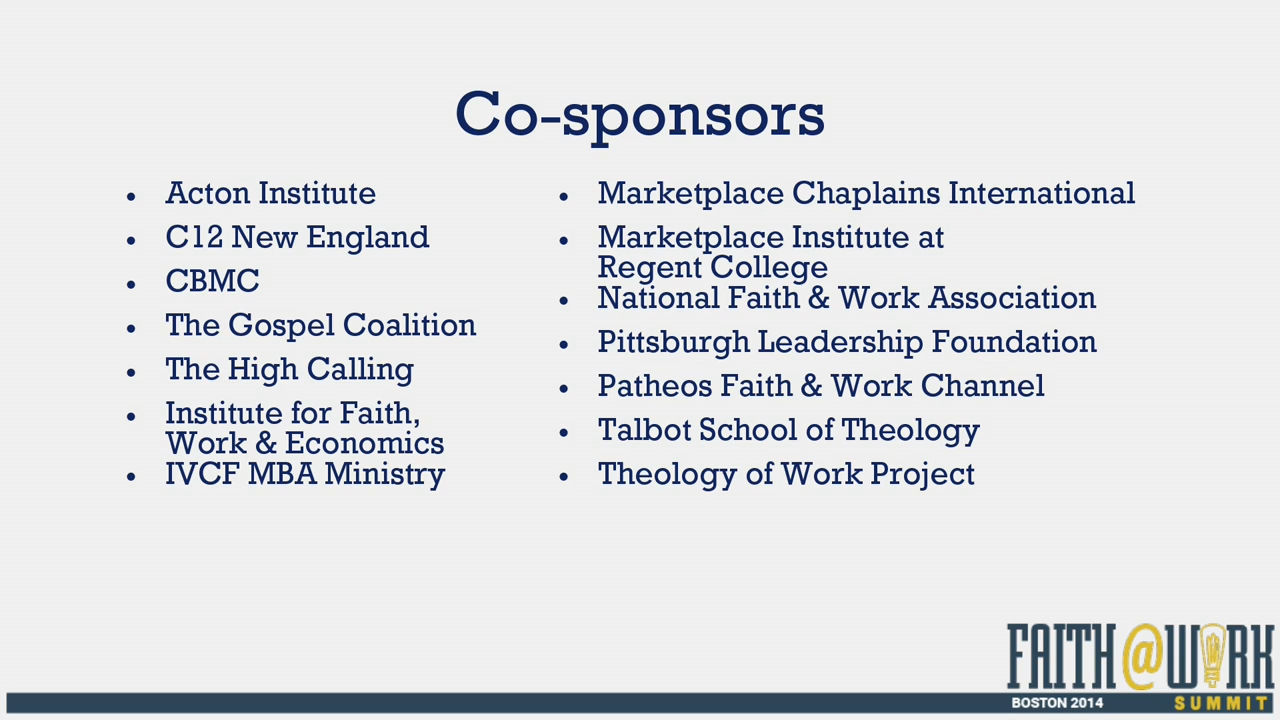 Co-sponsors
• Acton Institute
• C12 New England
• CBMC
• The Gospel Coalition
• The High Calling
• Institute for Faith,
Work & Economics
• IVCF MBA Ministry
• Marketplace Chaplains International
• Marketplace Institute at
Regent College
• National Faith & Work Association
• Pittsburgh Leadership Foundation
• Patheos Faith & Work Channel
• Talbot School of Theology
• Theology of Work Project
FAITH@WORK
BOSTON 2014 SUMMIT